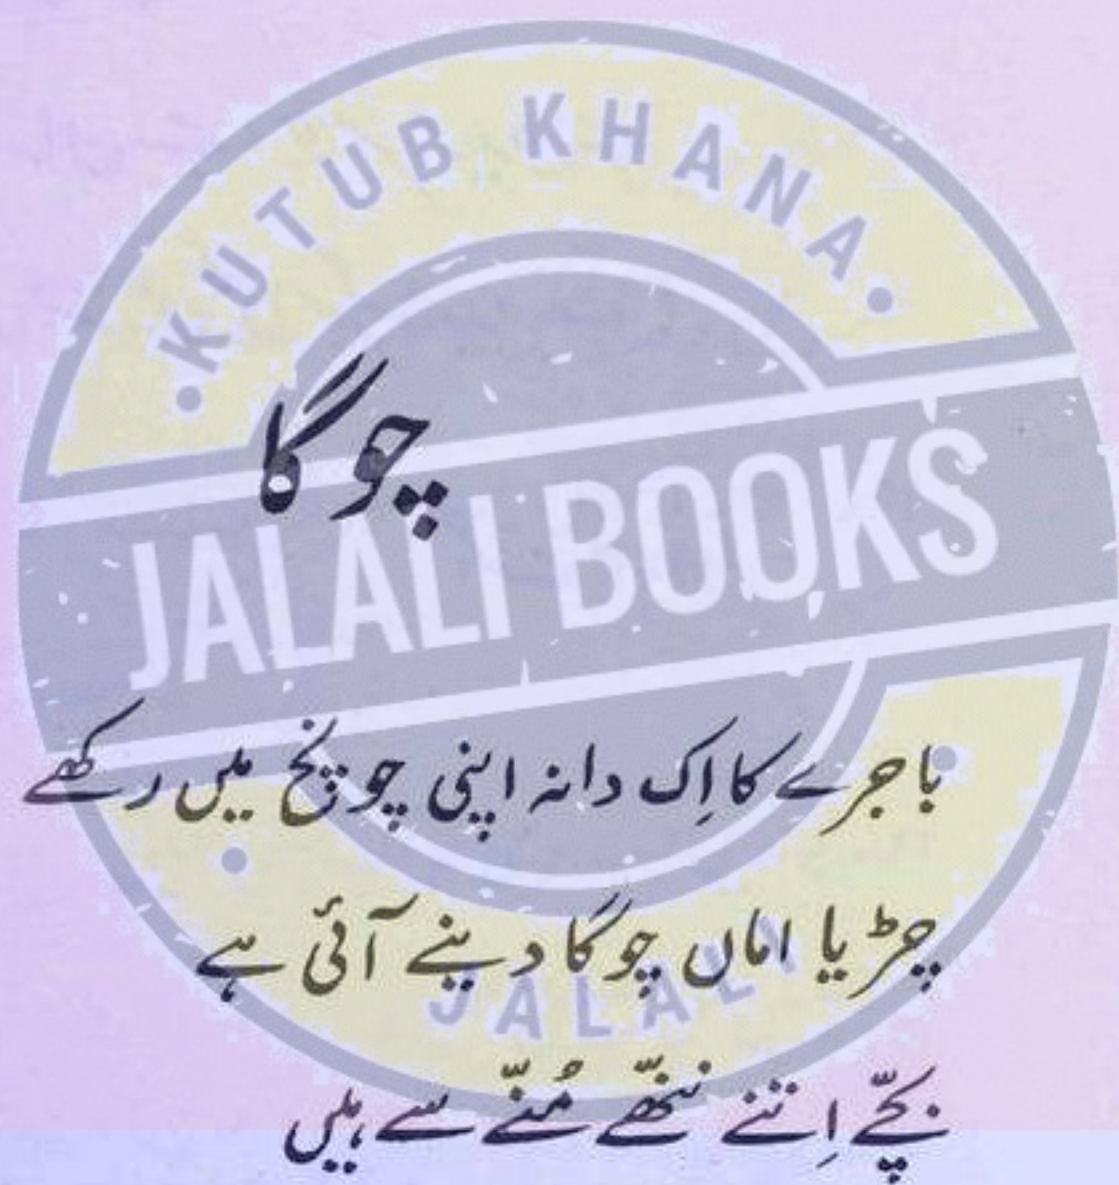 KUTUB KHANA
چوگا
JALALI BOOKS
باجرے کا اِک دانہ اپنی چونچ میں رکھے
چڑیا اماں چوگا دینے آئی ہے
JALALI
بچّے اِتنے ننھّے مُنّے سے ہیں